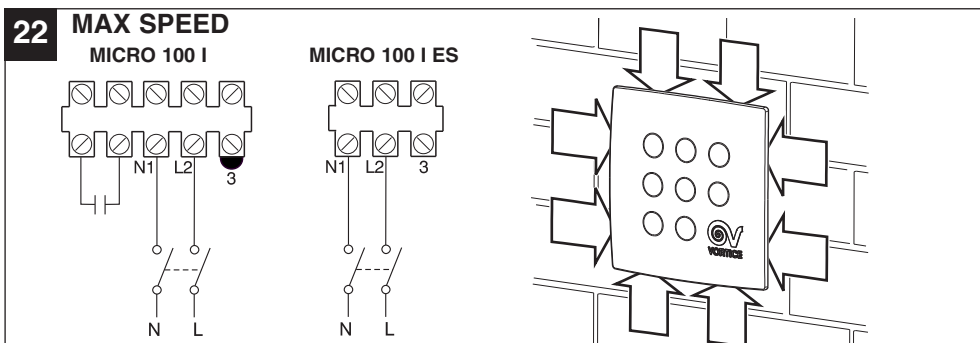 22 MAX SPEED
MICRO 100 I
MICRO 100 I ES
N1 L2 3
N L
N1 L2 3
N L
VORTICE